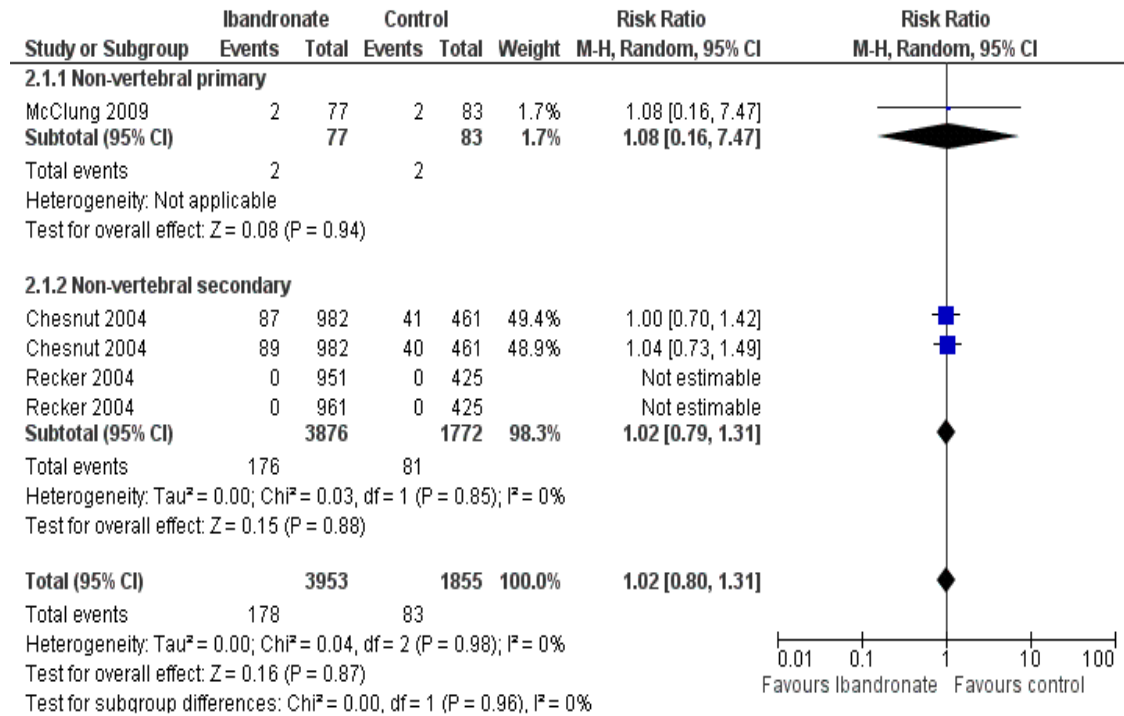 Ibandronate Control Risk Ratio Risk Ratio
Study or Subgroup Events Total Events Total Weight M-H, Random, 95% CI M-H, Random, 95% CI
2.1.1 Non-vertebral primary
McClung 2009 2 77 2 83 1.7% 1.08 [0.16, 7.47]
Subtotal (95% CI) 77 83 1.7% 1.08 [0.16, 7.47]
Total events 2 2
Heterogeneity: Not applicable
Test for overall effect: Z = 0.08 (P = 0.94)
2.1.2 Non-vertebral secondary
Chesnut 2004 87 982 41 461 49.4% 1.00 [0.70, 1.42]
Chesnut 2004 89 982 40 461 48.9% 1.04 [0.73, 1.49]
Recker 2004 0 951 0 425 Not estimable
Recker 2004 0 961 0 425 Not estimable
Subtotal (95% CI) 3876 1772 98.3% 1.02 [0.79, 1.31]
Total events 176 81
Heterogeneity: Tau² = 0.00; Chi² = 0.03, df = 1 (P = 0.85); I² = 0%
Test for overall effect: Z = 0.15 (P = 0.88)
Total (95% CI) 3953 1855 100.0% 1.02 [0.80, 1.31]
Total events 178 83
Heterogeneity: Tau² = 0.00; Chi² = 0.04, df = 2 (P = 0.98); I² = 0%
Test for overall effect: Z = 0.16 (P = 0.87)
Test for subgroup differences: Chi² = 0.00, df = 1 (P = 0.96), I² = 0%
0.01 0.1 1 10 100
Favours Ibandronate Favours control